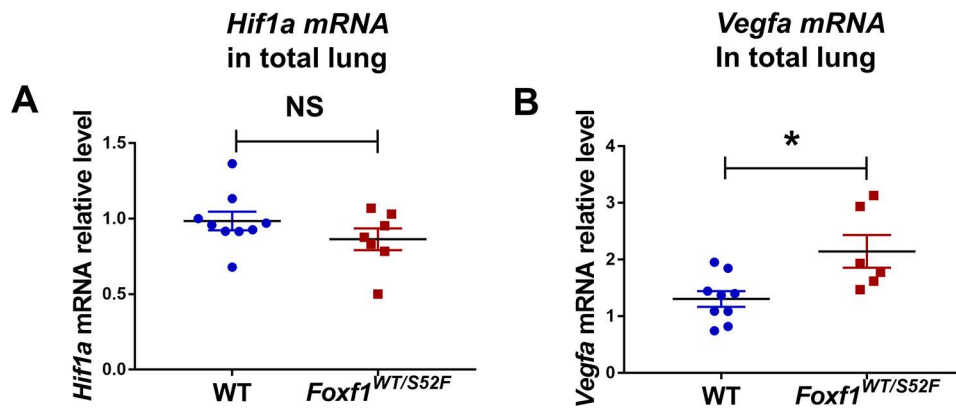 Hif1a mRNA
in total lung
A
NS
Hif1a mRNA relative level
1.5
1.0
0.5
0.0
WT
Foxf1WT/S52F
Vegfa mRNA
In total lung
B
*
Vegfa mRNA relative level
4
3
2
1
0
WT
Foxf1WT/S52F